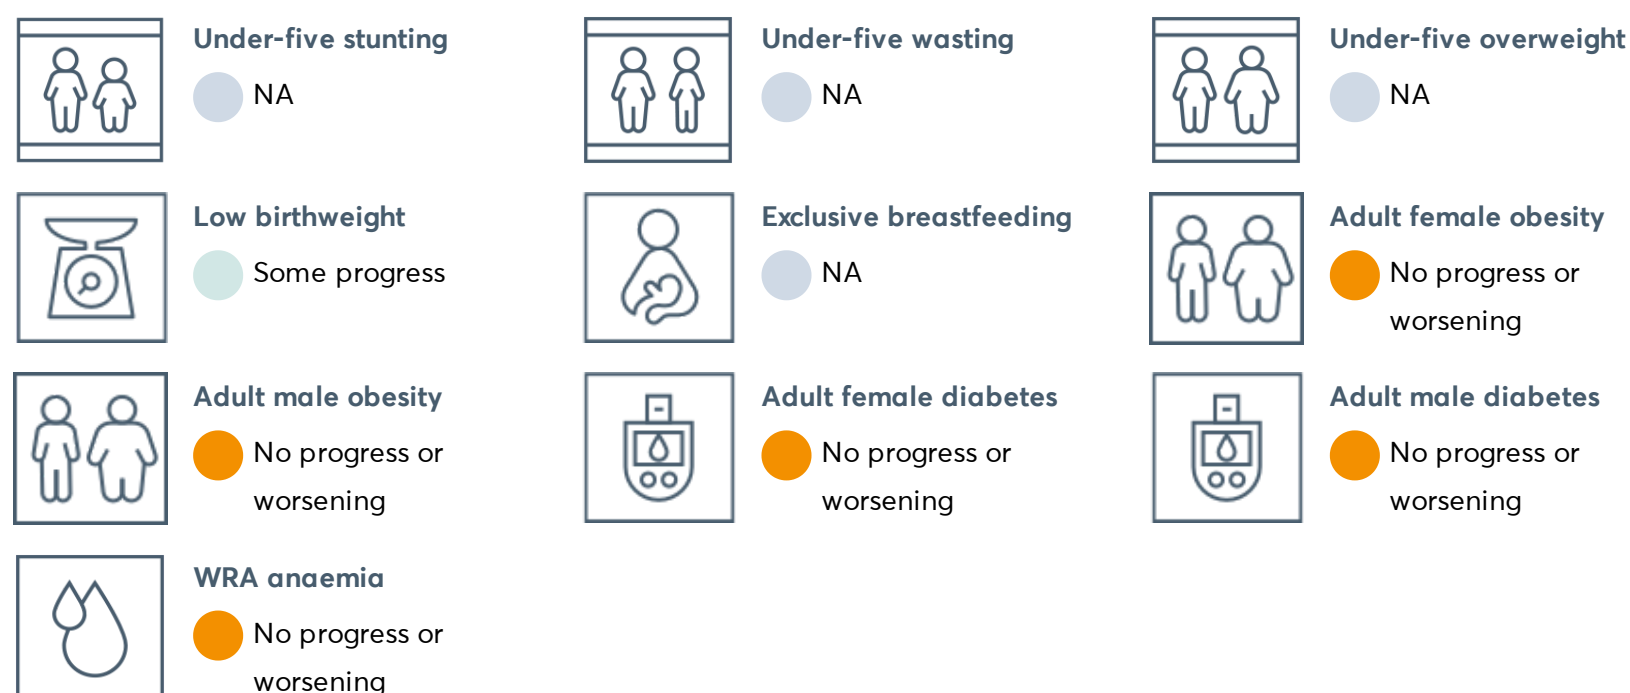 Under-five stunting
NA
Under-five wasting
NA
Under-five overweight
NA
Low birthweight
Some progress
Exclusive breastfeeding
NA
Adult female obesity
No progress or
worsening
Adult male obesity
No progress or
worsening
Adult female diabetes
No progress or
worsening
Adult male diabetes
No progress or
worsening
WRA anaemia
No progress or
worsening